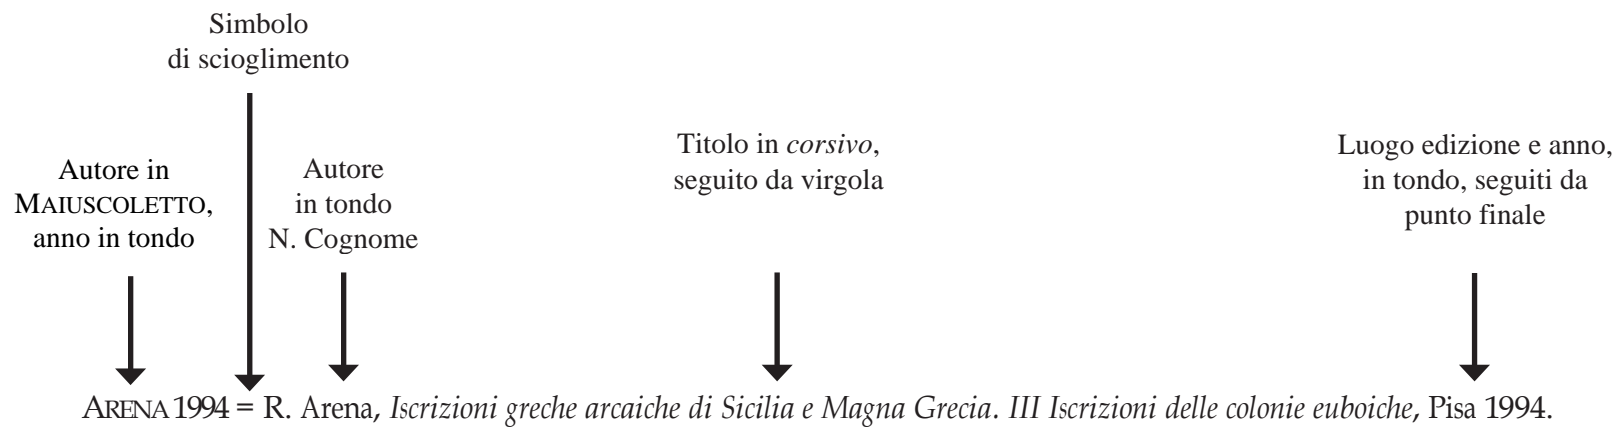 Simbolo
di scioglimento
Autore in
MAIUSCOLETTO,
anno in tondo
Autore
in tondo
N. Cognome
Titolo in corsivo,
seguito da virgola
Luogo edizione e anno,
in tondo, seguiti da
punto finale
ARENA 1994 = R. Arena, Iscrizioni greche arcaiche di Sicilia e Magna Grecia. III Iscrizioni delle colonie euboiche, Pisa 1994.